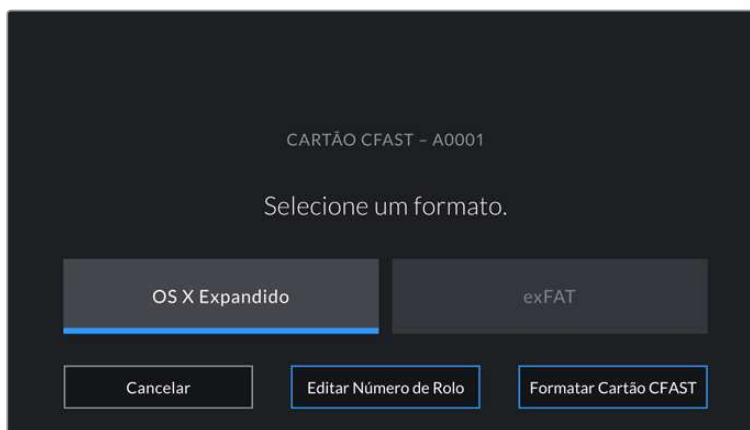 CARTÃO CFAST – A0001
Selecione um formato.
OS X Expandido
exFAT
Cancelar
Editar Número de Rolo
Formatar Cartão CFAST